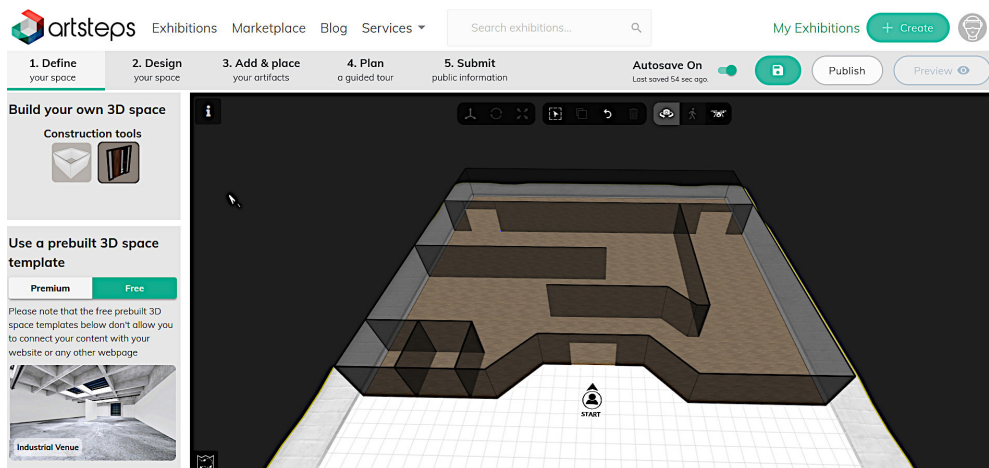 artsteps
Exhibitions Marketplace Blog Services
Search exhibitions...
My Exhibitions
+ Create
1. Define
your space
2. Design
your space
3. Add & place
your artifacts
4. Plan
a guided tour
5. Submit
public information
Autosave On
Last saved 54 sec ago.
Publish
Preview
Build your own 3D space
Construction tools
Use a prebuilt 3D space
template
Premium
Free
Please note that the free prebuilt 3D
space templates below don't allow you
to connect your content with your
website or any other webpage
Industrial Venue
i
START